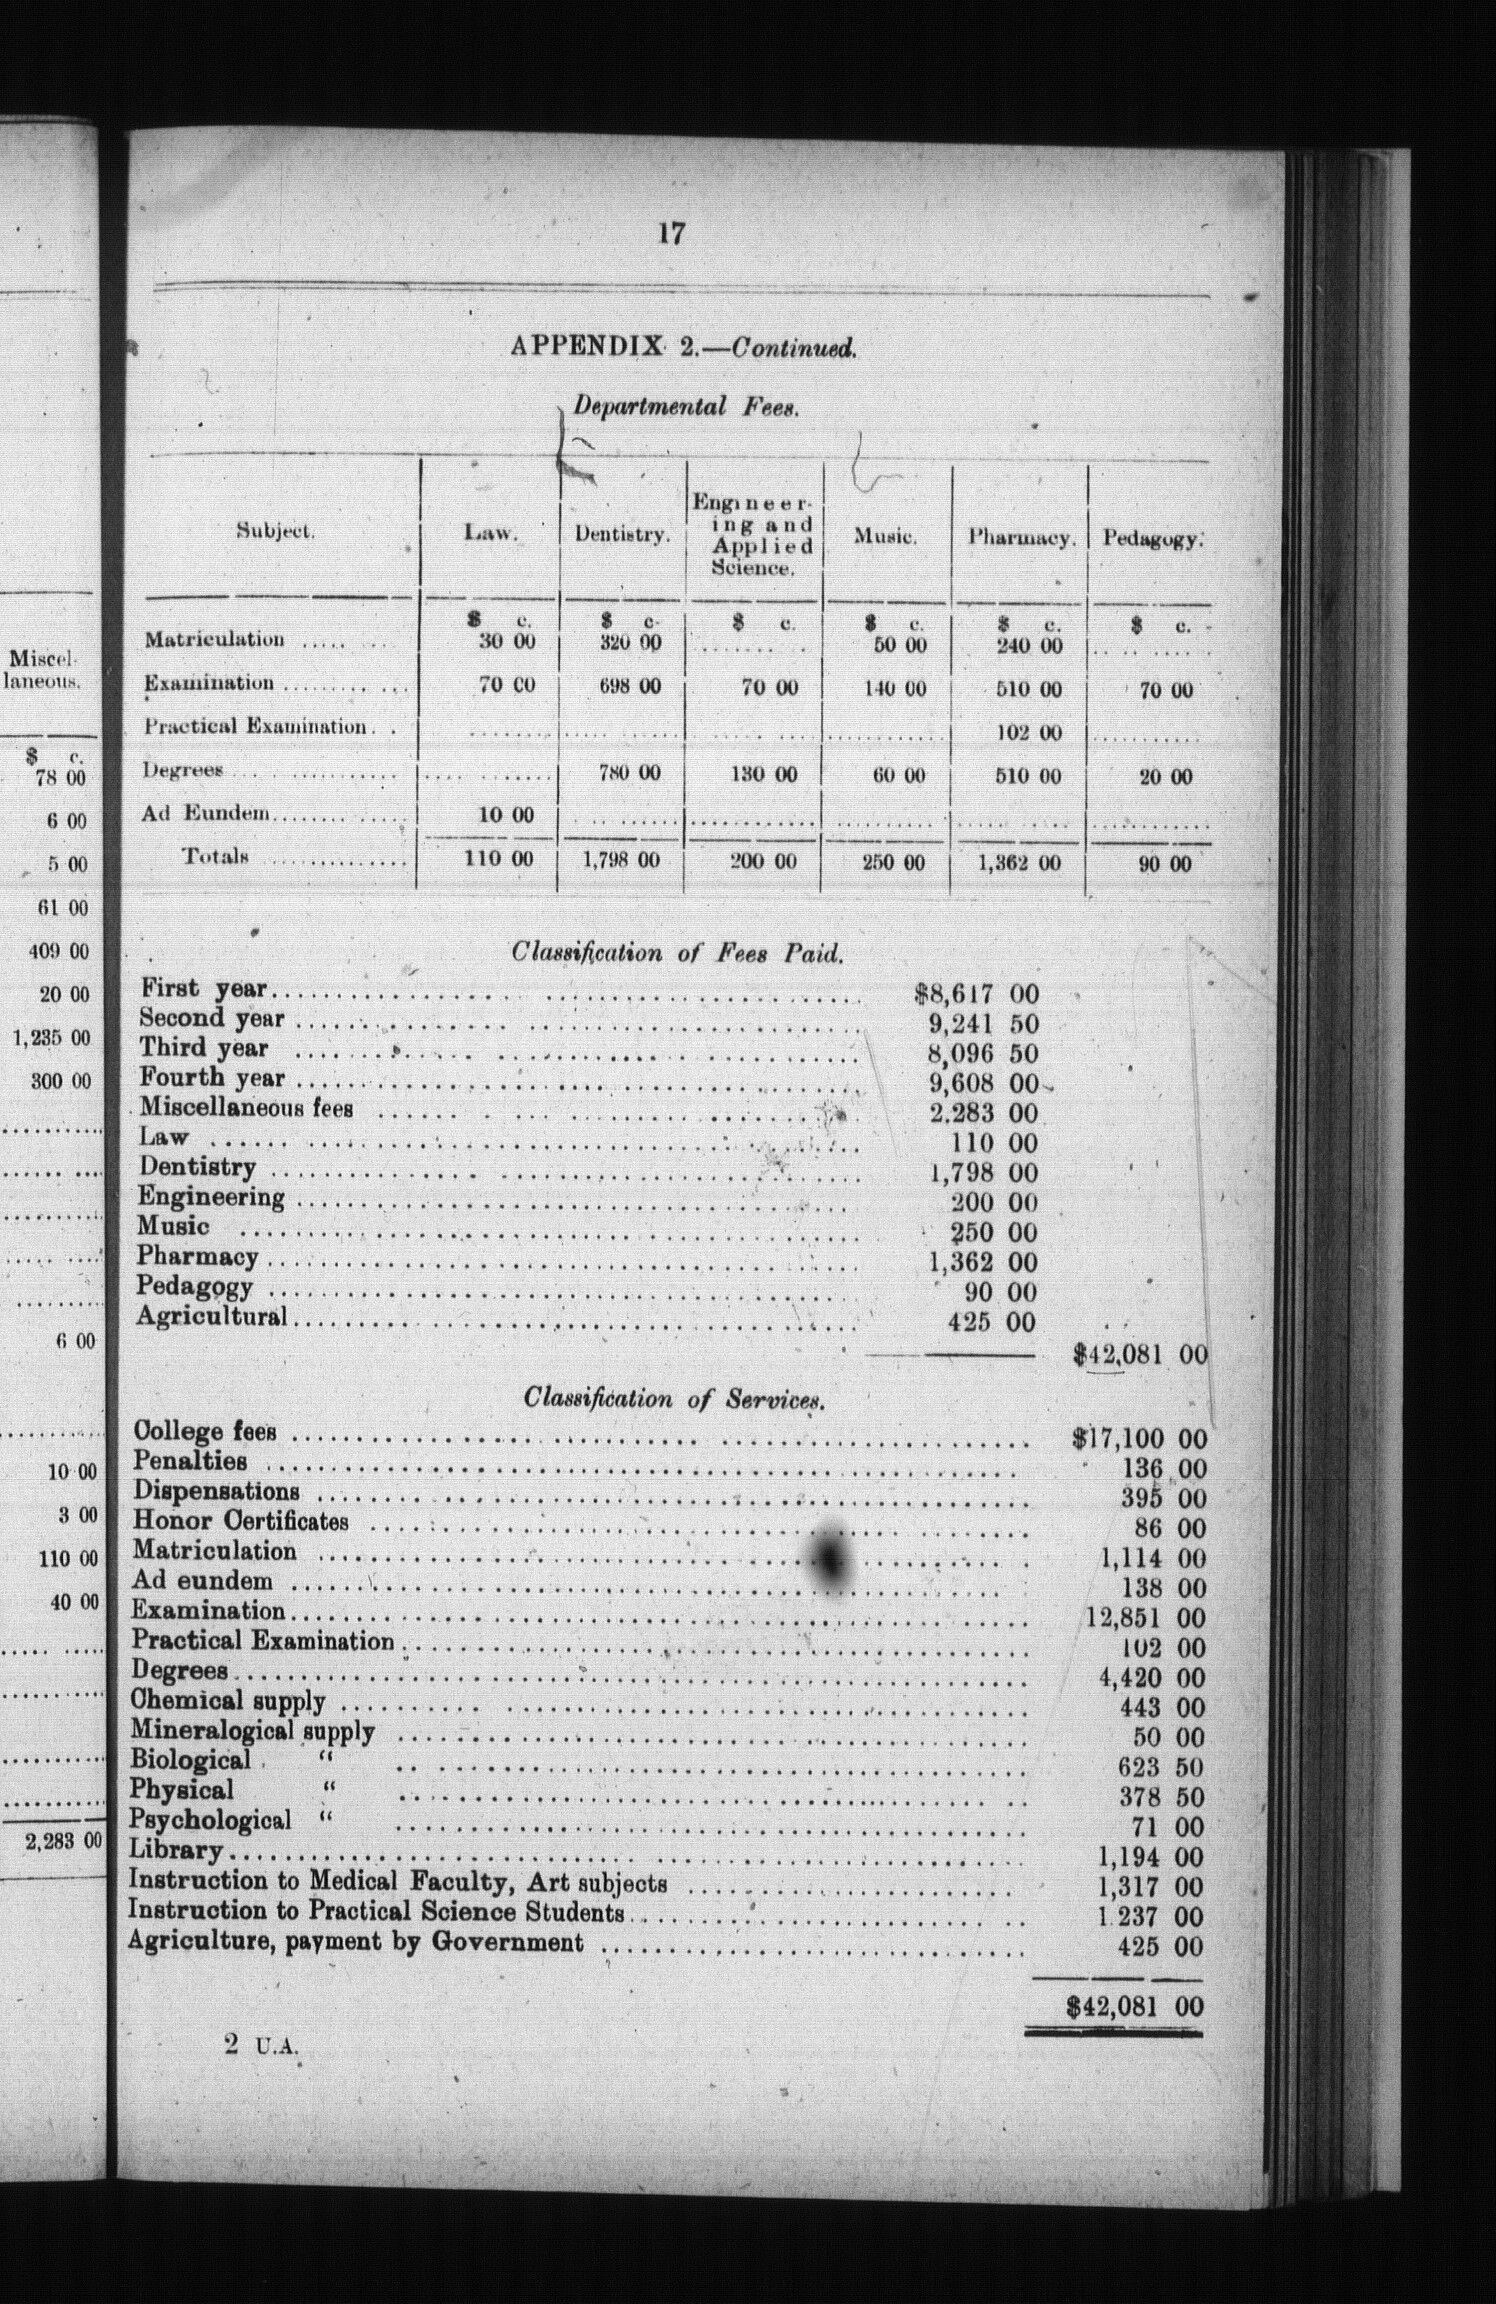 17
APPENDIX 2.—Continued.
Departmental Fees.
Subject. Law. Dentistry. Engineer- Music. Pharmacy. Pedagogy.
ing and
Applied
Science.
$ c. $ c. $ c. $ c. $ c. $ c.
Matriculation 30 00 320 00 50 00 240 00
Examination 70 00 698 00 70 00 140 00 510 00 70 00
Practical Examination 102 00
Degrees 780 00 130 00 60 00 510 00 20 00
Ad Eundem 10 00
Totals 110 00 1,798 00 200 00 250 00 1,362 00 90 00
Classification of Fees Paid.
First year $8,617 00
Second year 9,241 50
Third year 8,096 50
Fourth year 9,608 00
Miscellaneous fees 2,283 00
Law 110 00
Dentistry 1,798 00
Engineering 200 00
Music 250 00
Pharmacy 1,362 00
Pedagogy 90 00
Agricultural 425 00
$42,081 00
Classification of Services.
College fees $17,100 00
Penalties 136 00
Dispensations 395 00
Honor Certificates 86 00
Matriculation 1,114 00
Ad eundem 138 00
Examination 12,851 00
Practical Examination 102 00
Degrees 4,420 00
Chemical supply 443 00
Mineralogical supply 50 00
Biological “ 623 50
Physical “ 378 50
Psychological “ 71 00
Library 1,194 00
Instruction to Medical Faculty, Art subjects 1,317 00
Instruction to Practical Science Students 1 237 00
Agriculture, payment by Government 425 00
$42,081 00
2 U.A.
Miscel-
laneous.
$ c.
78 00
6 00
5 00
61 00
409 00
20 00
1,235 00
300 00
6 00
10 00
3 00
110 00
40 00
2,283 00